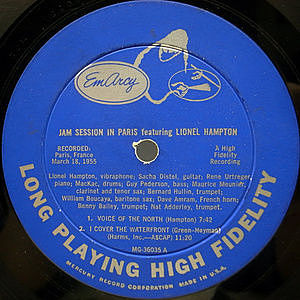 EmArcy
JAM SESSION IN PARIS featuring LIONEL HAMPTON
RECORDED:
Paris, France
March 18, 1955
A High
Fidelity
Recording
Lionel Hampton, vibraphone; Sacha Distel, guitar; Rene Urtreger,
piano; MacKac, drums; Guy Pederson, bass; Maurice Meunier,
clarinet and tenor sax; Bernard Hullin, trumpet;
William Boucaya, baritone sax; Dave Amram, French horn;
Benny Bailey, trumpet; Nat Adderley, trumpet
1. VOICE OF THE NORTH (Hampton) 7:42
2. I COVER THE WATERFRONT (Green-Heyman)
(Harms, Inc.—ASCAP) 11:20
MG-36035 A
LONG PLAYING HIGH FIDELITY
MERCURY RECORD CORPORATION MADE IN U.S.A.